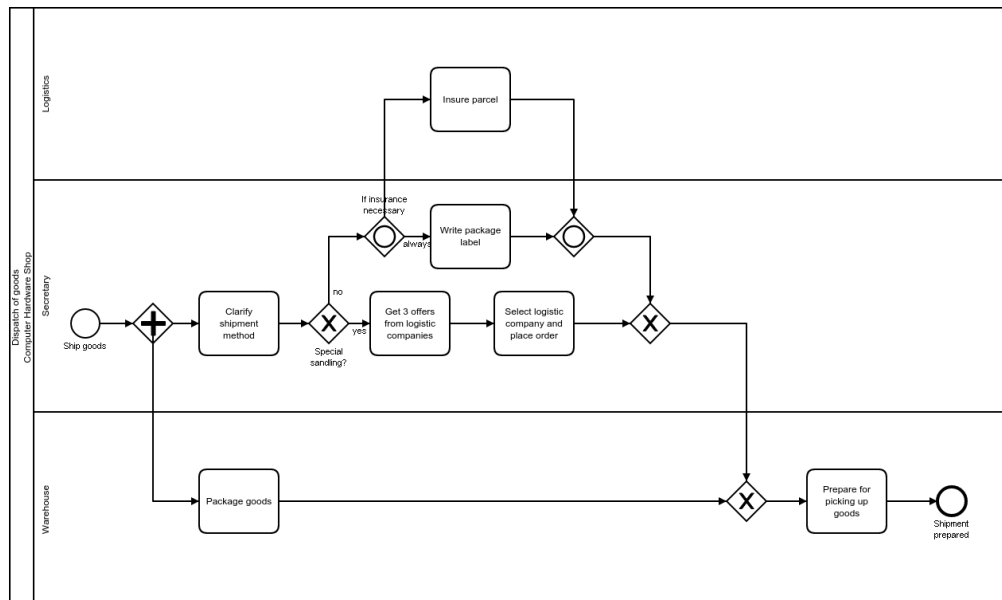 Dispatch of goods
Computer Hardware Shop
Logistics
Insure parcel
Secretary
If insurance
necessary
always
Write package
label
no
Ship goods
Clarify
shipment
method
Special
sandling?
yes
Get 3 offers
from logistic
companies
Select logistic
company and
place order
Warehouse
Package goods
Prepare for
picking up
goods
Shipment
prepared